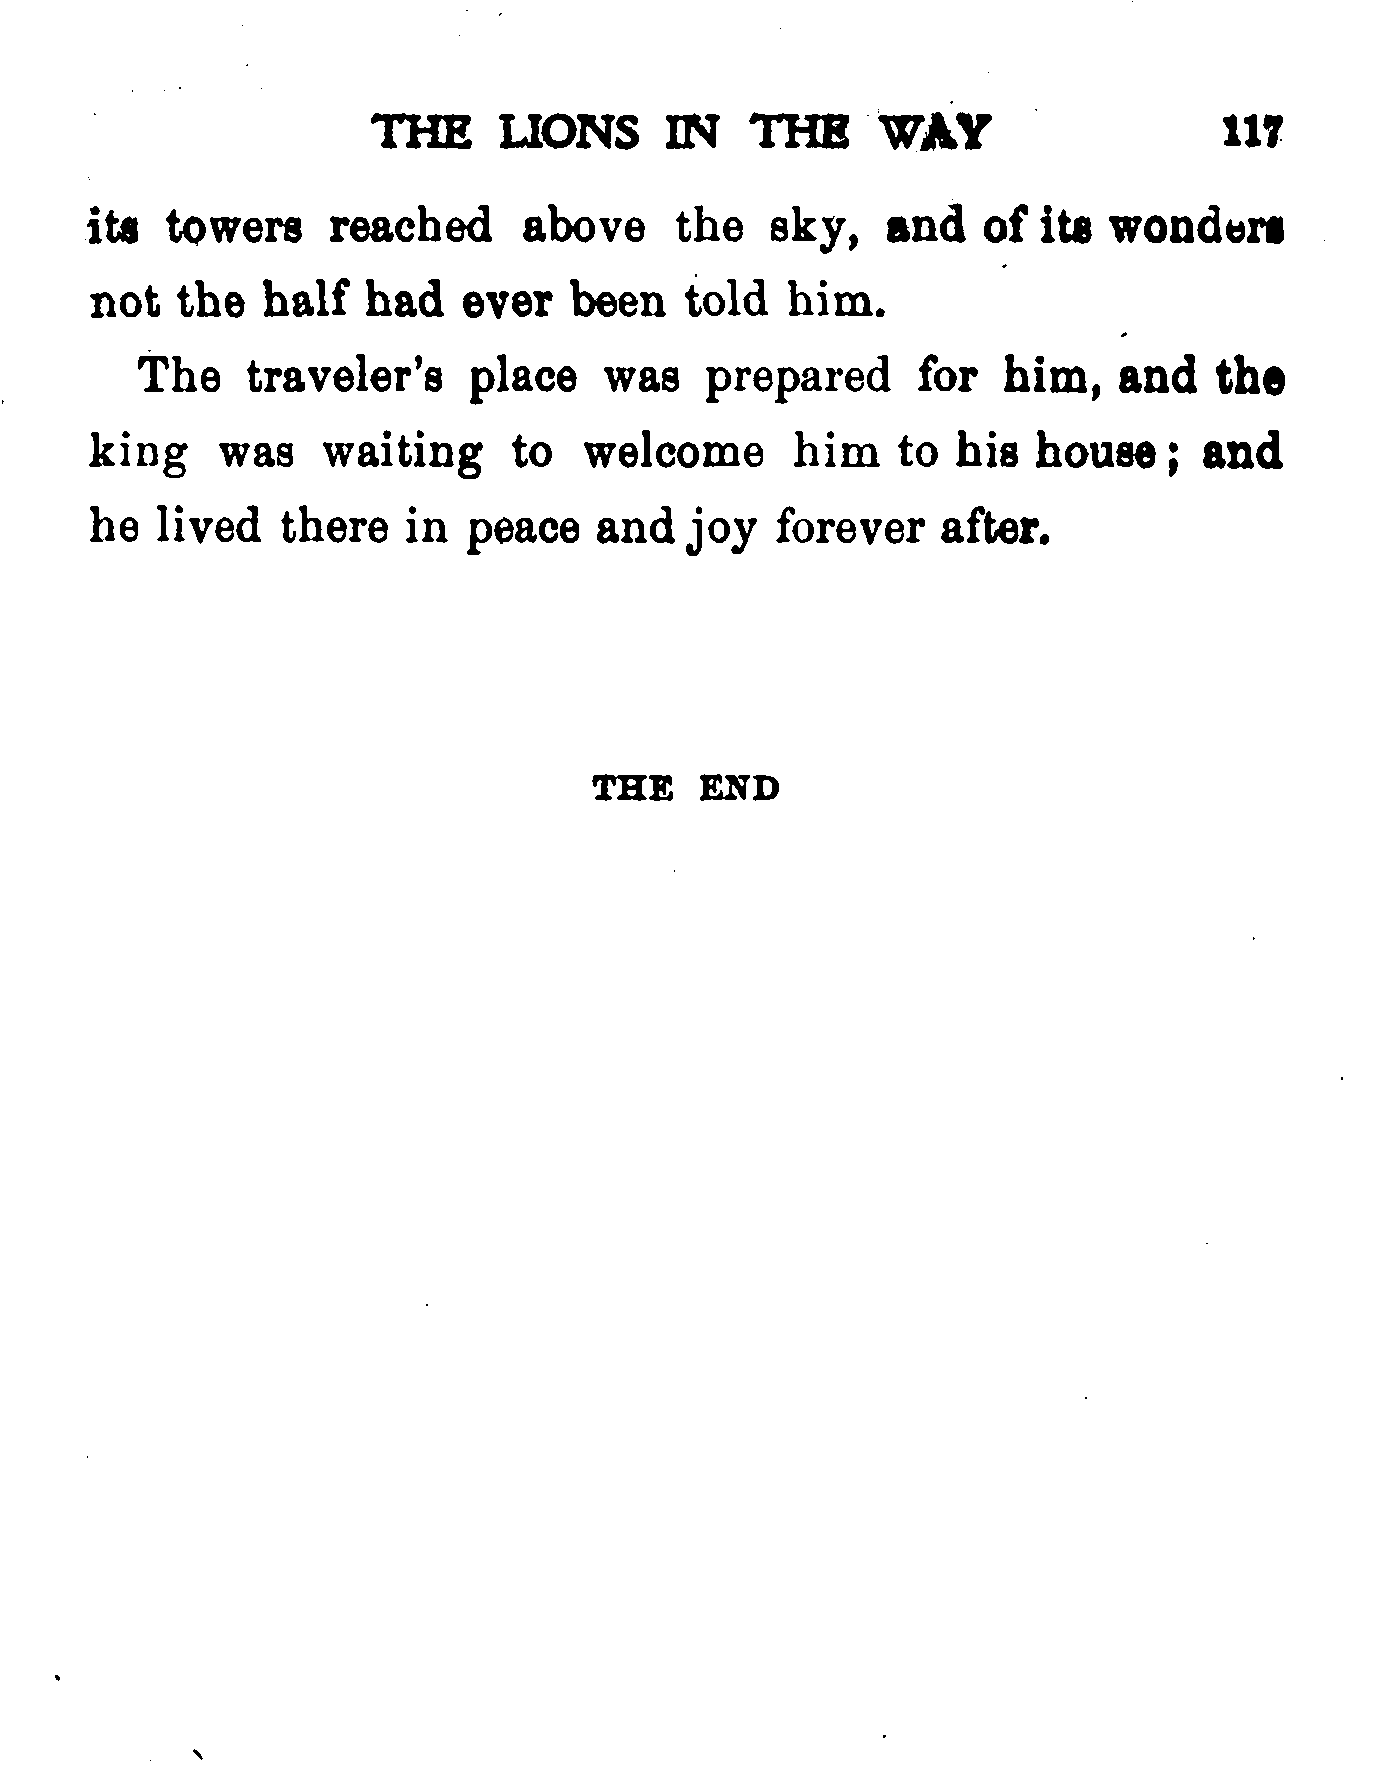 THE LIONS IN THE WAY 117
its towers reached above the sky, and of its wonders
not the half had ever been told him.
The traveler's place was prepared for him, and the
king was waiting to welcome him to his house; and
he lived there in peace and joy forever after.
THE END